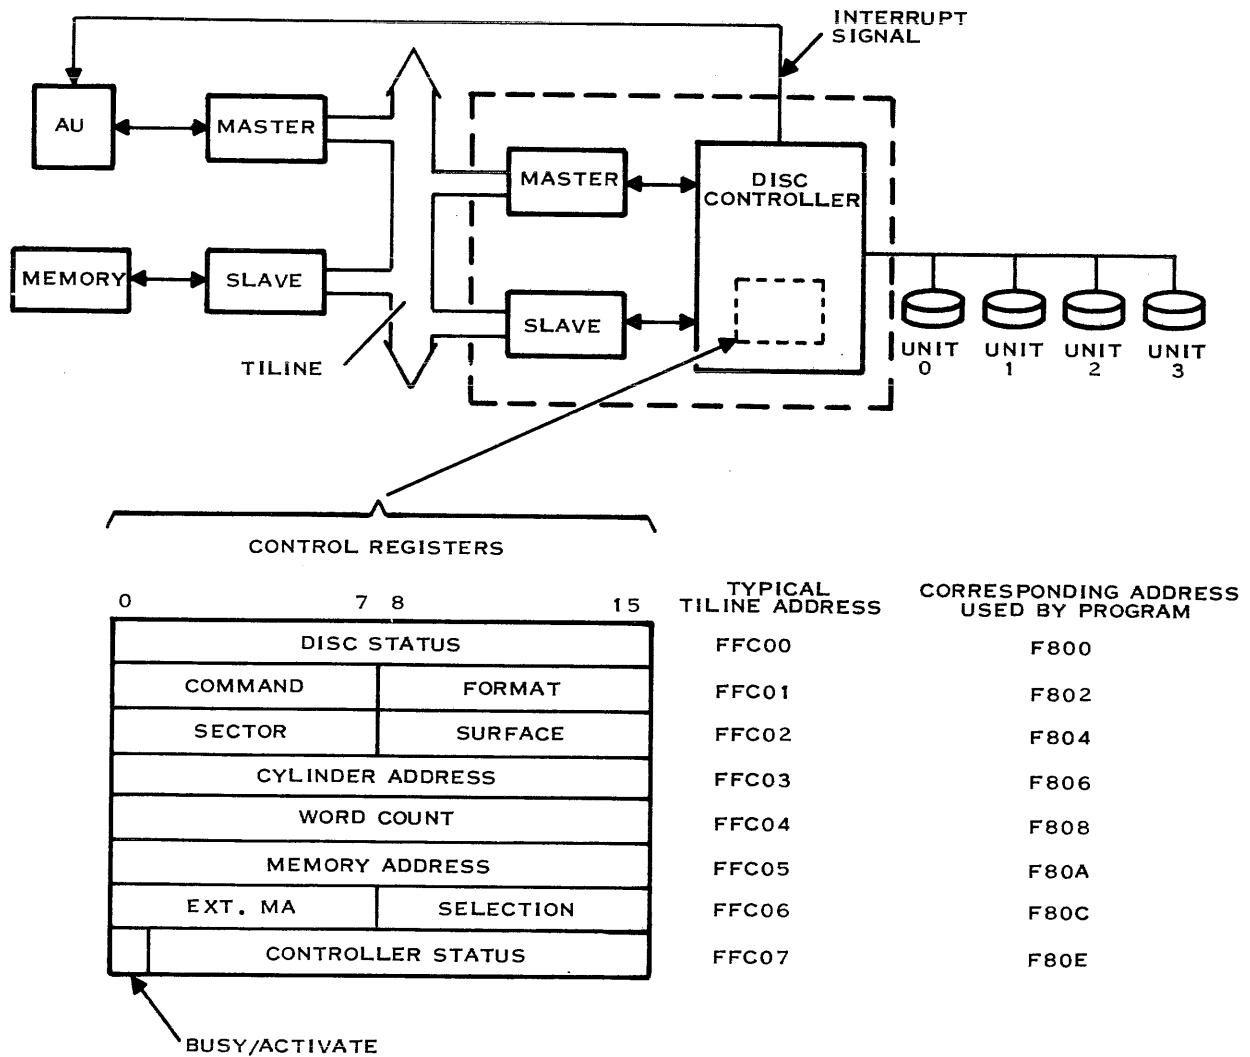 INTERRUPT
SIGNAL
AU
MASTER
MASTER
DISC
CONTROLLER
MEMORY
SLAVE
SLAVE
TILINE
UNIT
0
UNIT
1
UNIT
2
UNIT
3
CONTROL REGISTERS
0 7 8 15
TYPICAL
TILINE ADDRESS
CORRESPONDING ADDRESS
USED BY PROGRAM
DISC STATUS FFC00 F800
COMMAND FORMAT FFC01 F802
SECTOR SURFACE FFC02 F804
CYLINDER ADDRESS FFC03 F806
WORD COUNT FFC04 F808
MEMORY ADDRESS FFC05 F80A
EXT. MA SELECTION FFC06 F80C
CONTROLLER STATUS FFC07 F80E
BUSY/ACTIVATE